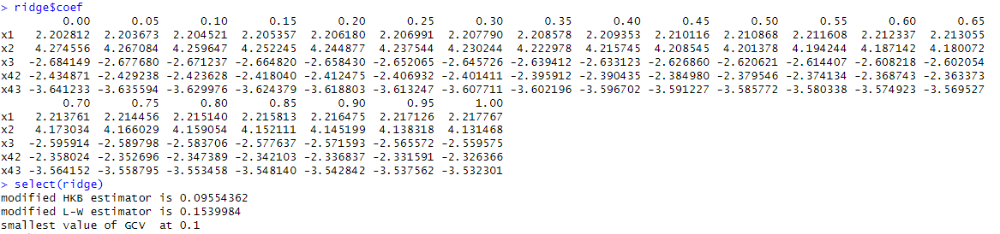 > ridge$coef
0.00 0.05 0.10 0.15 0.20 0.25 0.30 0.35 0.40 0.45 0.50 0.55 0.60 0.65
x1 2.202812 2.203673 2.204521 2.205357 2.206180 2.206991 2.207790 2.208578 2.209353 2.210116 2.210868 2.211608 2.212337 2.213055
x2 4.274555 4.267084 4.259647 4.252245 4.244877 4.237544 4.230244 4.222978 4.215745 4.208545 4.201378 4.194244 4.187142 4.180072
x3 -2.684149 -2.677680 -2.671237 -2.664820 -2.658430 -2.652065 -2.645726 -2.639412 -2.633123 -2.626860 -2.620621 -2.614407 -2.608218 -2.602054
x42 -2.434871 -2.429238 -2.423628 -2.418040 -2.412475 -2.406932 -2.401411 -2.395912 -2.390435 -2.384980 -2.379546 -2.374134 -2.368743 -2.363373
x43 -3.641233 -3.635594 -3.629976 -3.624379 -3.618803 -3.613247 -3.607711 -3.602196 -3.596702 -3.591227 -3.585772 -3.580338 -3.574923 -3.569527
0.70 0.75 0.80 0.85 0.90 0.95 1.00
x1 2.213761 2.214456 2.215140 2.215813 2.216475 2.217126 2.217767
x2 4.173034 4.166029 4.159054 4.152111 4.145199 4.138318 4.131468
x3 -2.595914 -2.589798 -2.583706 -2.577637 -2.571593 -2.565572 -2.559575
x42 -2.358024 -2.352696 -2.347389 -2.342103 -2.336837 -2.331591 -2.326366
x43 -3.564152 -3.558795 -3.553458 -3.548140 -3.542842 -3.537562 -3.532301
> select(ridge)
modified HKB estimator is 0.09554362
modified L-W estimator is 0.1539984
smallest value of GCV  at 0.1